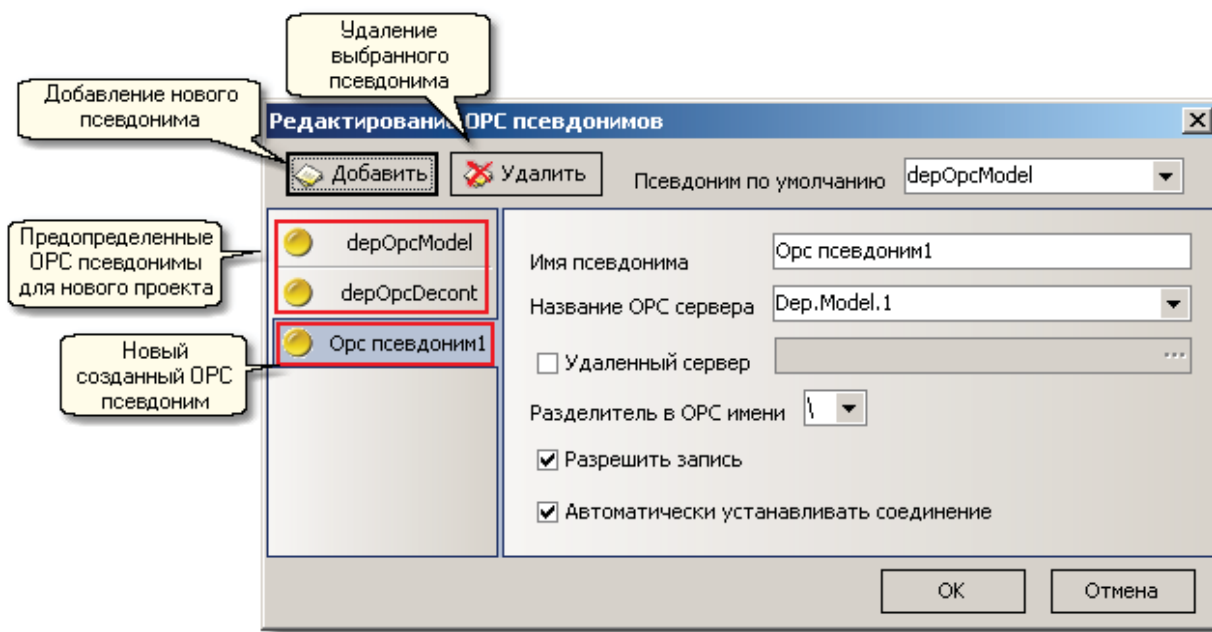 Удаление
выбранного
псевдонима
Добавление нового
псевдонима
Редактирование OPC псевдонимов
Добавить
Удалить
Псевдоним по умолчанию
depOpcModel
Предопределенные
OPC псевдонимы
для нового проекта
depOpcModel
depOpcDecont
Opc псевдоним1
Новый
созданный OPC
псевдоним
Имя псевдонима
Opc псевдоним1
Название OPC сервера
Dep.Model.1
Удаленный сервер
...
Разделитель в OPC имени
\
Разрешить запись
Автоматически устанавливать соединение
OK
Отмена